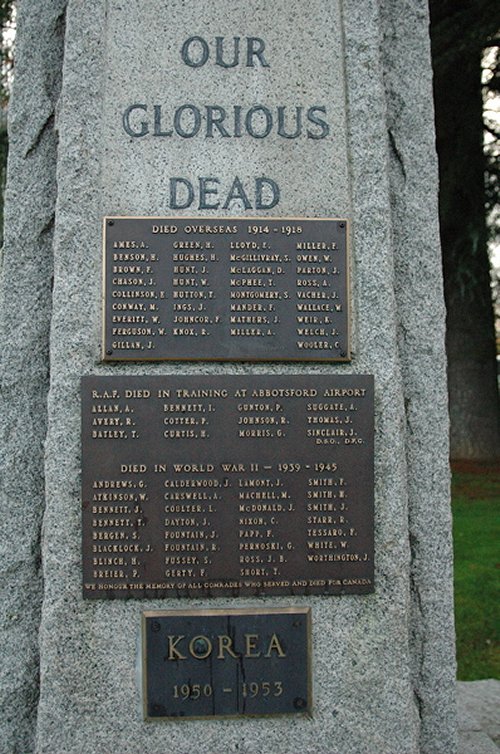 OUR
GLORIOUS
DEAD
DIED OVERSEAS 1914 - 1918
AMES, A. GREEN, H. LLOYD, E. MILLER, F.
BENSON, H. HUGHES, H. McGILLIVRAY, S. OWEN, W.
BROWN, F. HUNT, J. McLAGGAN, D. PARTON, J.
CHASON, J. HUNT, W. McPHEE, T. ROSS, A.
COLLINSON, E. HUTTON, T. MONTGOMERY, S. VACHER, J.
CONWAY, M. INGS, J. MANDER, F. WALLACE, W
EVERITT, W. JOHNCOR, F. MATHERS, J. WEIR, K.
FERGUSON, W. KNOX, R. MILLER, A. WELCH, J.
GILLAN, J. WOOLER, C.
R.A.F. DIED IN TRAINING AT ABBOTSFORD AIRPORT
ALLAN, A. BENNETT, I. GUNTON, P. SUGGATE, A.
AVERY, R. COTTER, P. JOHNSON, R. THOMAS, J.
BATLEY, T. CURTIS, H. MORRIS, G. SINCLAIR, J.
D.S.O., D.F.C.
DIED IN WORLD WAR II - 1939 - 1945
ANDREWS, G. CALDERWOOD, J. LAMONT, J. SMITH, F.
ATKINSON, W. CARSWELL, A. MACHELL, M. SMITH, H.
BENNETT, J. COULTER, L. McDONALD, J. SMITH, J.
BENNETT, T. DAYTON, J. NIXON, C. STARR, R.
BERGEN, S. FOUNTAIN, J. PAPP, F. TESSARO, F.
BLACKLOCK, J. FOUNTAIN, R. PERNOSKI, G. WHITE, W.
BLINCH, H. FUSSEY, S. ROSS, J. B. WORTHINGTON, J.
BREIER, P. GERTY, F. SHORT, T.
WE HONOUR THE MEMORY OF ALL COMRADES WHO SERVED AND DIED FOR CANADA
KOREA
1950 - 1953